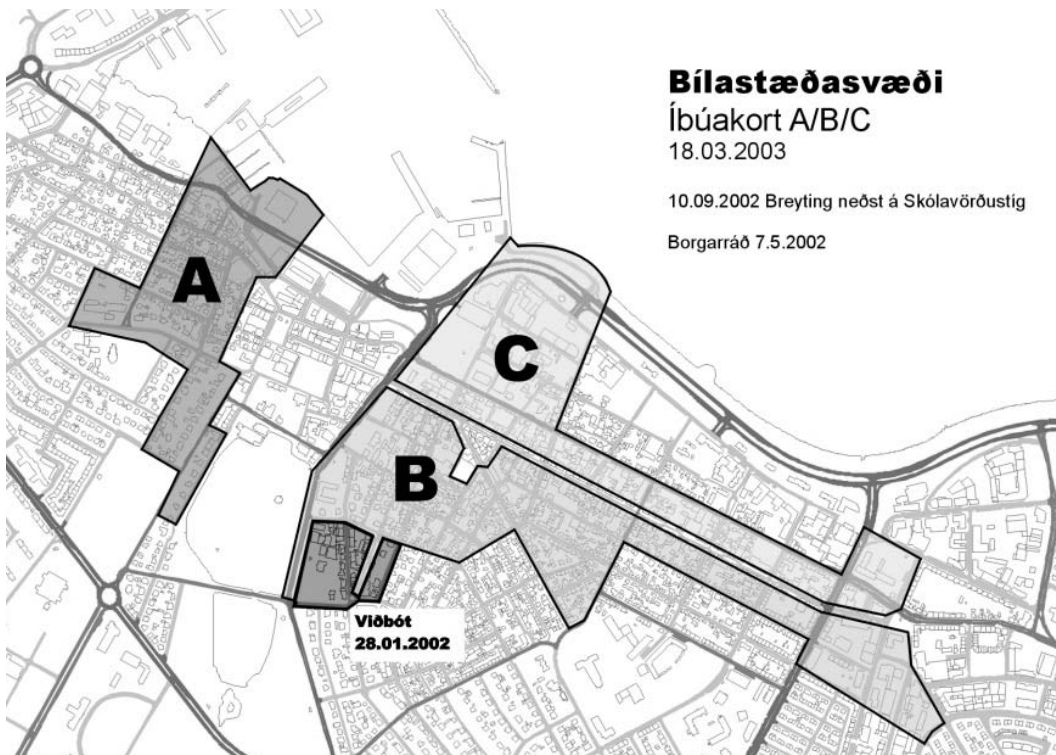 Bílastæðasvæði
Íbúakort A/B/C
18.03.2003
10.09.2002 Breyting neðst á Skólavörðustíg
Borgarráð 7.5.2002
A
C
B
Viðbót
28.01.2002